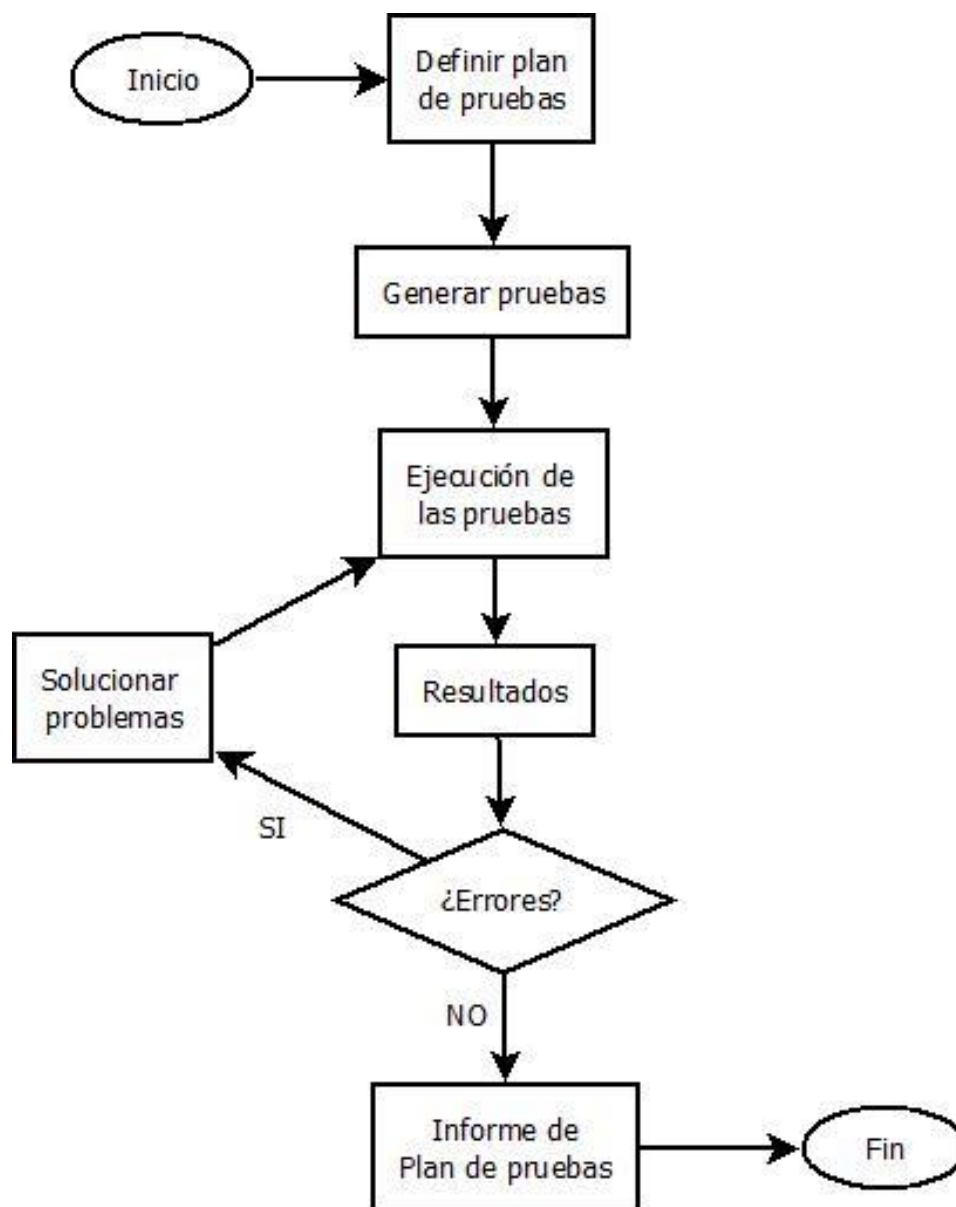 Inicio
Definir plan
de pruebas
Generar pruebas
Ejecución de
las pruebas
Solucionar
problemas
Resultados
SI
¿Errores?
NO
Informe de
Plan de pruebas
Fin